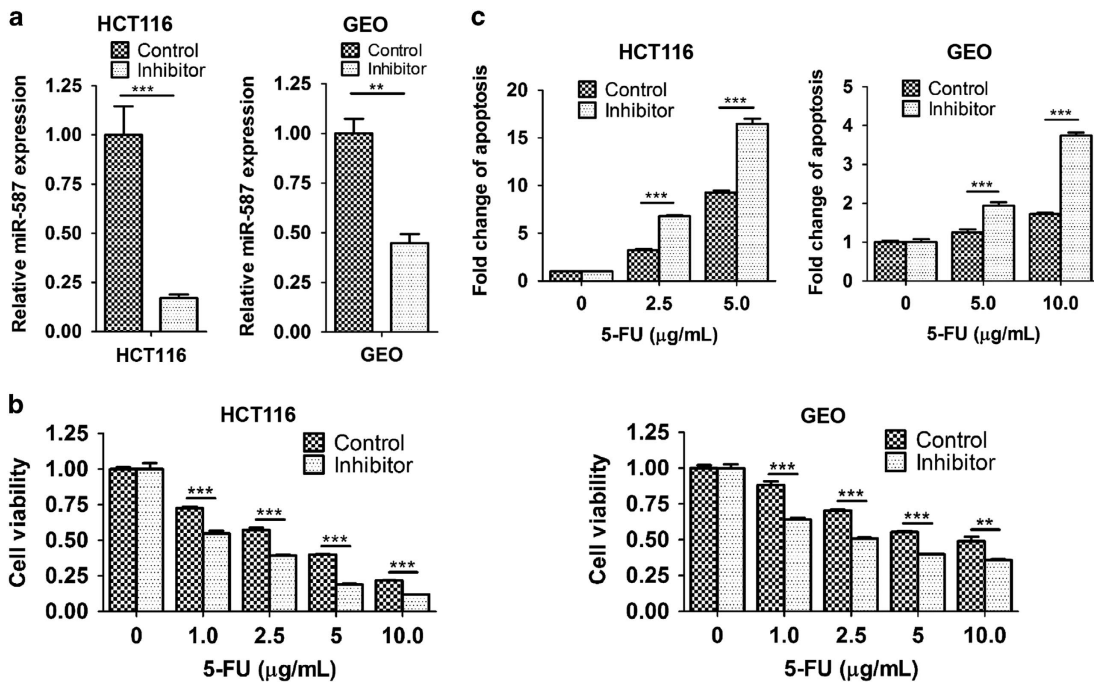 a
HCT116
Control
Inhibitor
Relative miR-587 expression
1.25
1.00
0.75
0.50
0.25
0.00
***
HCT116
GEO
Control
Inhibitor
Relative miR-587 expression
1.25
1.00
0.75
0.50
0.25
0.00
**
GEO
c
HCT116
Control
Inhibitor
Fold change of apoptosis
20
15
10
5
0
***
***
0 2.5 5.0
5-FU (μg/mL)
GEO
Control
Inhibitor
Fold change of apoptosis
5
4
3
2
1
0
***
***
0 5.0 10.0
5-FU (μg/mL)
b
HCT116
Control
Inhibitor
Cell viability
1.25
1.00
0.75
0.50
0.25
0.00
***
***
***
***
0 1.0 2.5 5 10.0
5-FU (μg/mL)
GEO
Control
Inhibitor
Cell viability
1.25
1.00
0.75
0.50
0.25
0.00
***
***
***
**
0 1.0 2.5 5 10.0
5-FU (μg/mL)